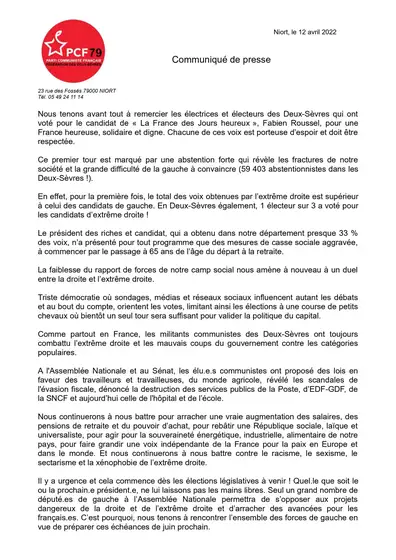 Niort, le 12 avril 2022
PCF79
PARTI COMMUNISTE FRANÇAIS
FÉDÉRATION DES DEUX-SÈVRES
Communiqué de presse
23 rue des Fossés 79000 NIORT
Tél. 05 49 24 11 14
Nous tenons avant tout à remercier les électrices et électeurs des Deux-Sèvres qui ont
voté pour le candidat de « La France des Jours heureux », Fabien Roussel, pour une
France heureuse, solidaire et digne. Chacune de ces voix est porteuse d'espoir et doit être
respectée.
Ce premier tour est marqué par une abstention forte qui révèle les fractures de notre
société et la grande difficulté de la gauche à convaincre (59 403 abstentionnistes dans les
Deux-Sèvres !).
En effet, pour la première fois, le total des voix obtenues par l'extrême droite est supérieur
à celui des candidats de gauche. En Deux-Sèvres également, 1 électeur sur 3 a voté pour
les candidats d'extrême droite !
Le président des riches et candidat, qui a obtenu dans notre département presque 33 %
des voix, n'a présenté pour tout programme que des mesures de casse sociale aggravée,
à commencer par le passage à 65 ans de l'âge du départ à la retraite.
La faiblesse du rapport de forces de notre camp social nous amène à nouveau à un duel
entre la droite et l'extrême droite.
Triste démocratie où sondages, médias et réseaux sociaux influencent autant les débats
et au bout du compte, orientent les votes, limitant ainsi les élections à une course de petits
chevaux où bientôt un seul tour sera suffisant pour valider la politique du capital.
Comme partout en France, les militants communistes des Deux-Sèvres ont toujours
combattu l'extrême droite et les mauvais coups du gouvernement contre les catégories
populaires.
A l'Assemblée Nationale et au Sénat, les élu.e.s communistes ont proposé des lois en
faveur des travailleurs et travailleuses, du monde agricole, révélé les scandales de
l'évasion fiscale, dénoncé la destruction des services publics de la Poste, d'EDF-GDF, de
la SNCF et aujourd'hui celle de l'hôpital et de l'école.
Nous continuerons à nous battre pour arracher une vraie augmentation des salaires, des
pensions de retraite et du pouvoir d'achat, pour rebâtir une République sociale, laïque et
universaliste, pour agir pour la souveraineté énergétique, industrielle, alimentaire de notre
pays, pour faire grandir une voix indépendante de la France pour la paix en Europe et
dans le monde. Et nous continuerons à nous battre contre le racisme, le sexisme, le
sectarisme et la xénophobie de l'extrême droite.
Il y a urgence et cela commence dès les élections législatives à venir ! Quel.le que soit le
ou la prochain.e président.e, ne lui laissons pas les mains libres. Seul un grand nombre de
député.es de gauche à l'Assemblée Nationale permettra de s'opposer aux projets
dangereux de la droite et de l'extrême droite et d'arracher des avancées pour les
français.es. C'est pourquoi, nous tenons à rencontrer l'ensemble des forces de gauche en
vue de préparer ces échéances de juin prochain.